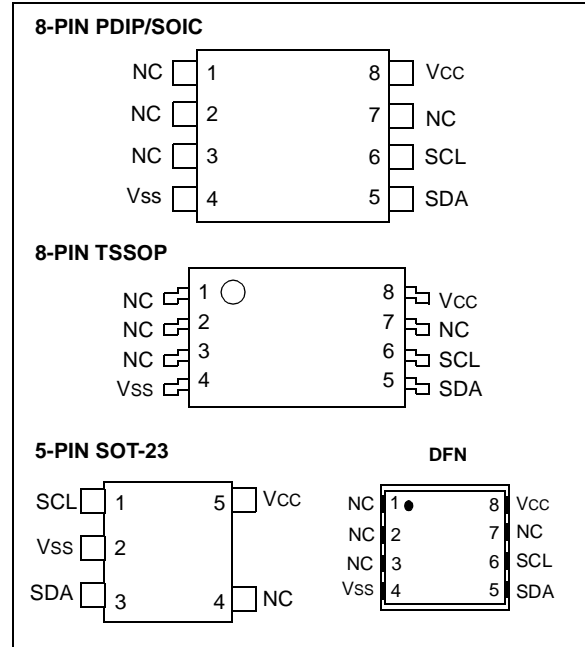 8-PIN PDIP/SOIC
NC 1 8 Vcc
NC 2 7 NC
NC 3 6 SCL
Vss 4 5 SDA
8-PIN TSSOP
NC 1 8 Vcc
NC 2 7 NC
NC 3 6 SCL
Vss 4 5 SDA
5-PIN SOT-23
SCL 1 5 Vcc
Vss 2
SDA 3 4 NC
DFN
NC 1 8 Vcc
NC 2 7 NC
NC 3 6 SCL
Vss 4 5 SDA